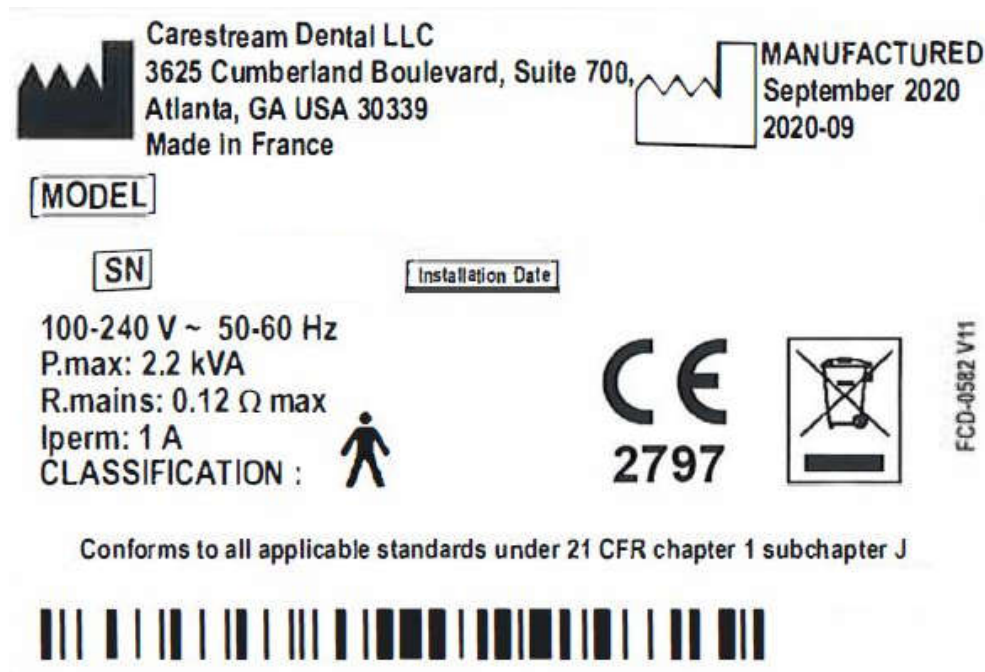 Carestream Dental LLC
3625 Cumberland Boulevard, Suite 700,
Atlanta, GA USA 30339
Made in France
MANUFACTURED
September 2020
2020-09
MODEL
SN
Installation Date
100-240 V ~ 50-60 Hz
P.max: 2.2 kVA
R.mains: 0.12 Ω max
Iperm: 1 A
CLASSIFICATION :
CE
2797
FCD-0582 V11
Conforms to all applicable standards under 21 CFR chapter 1 subchapter J